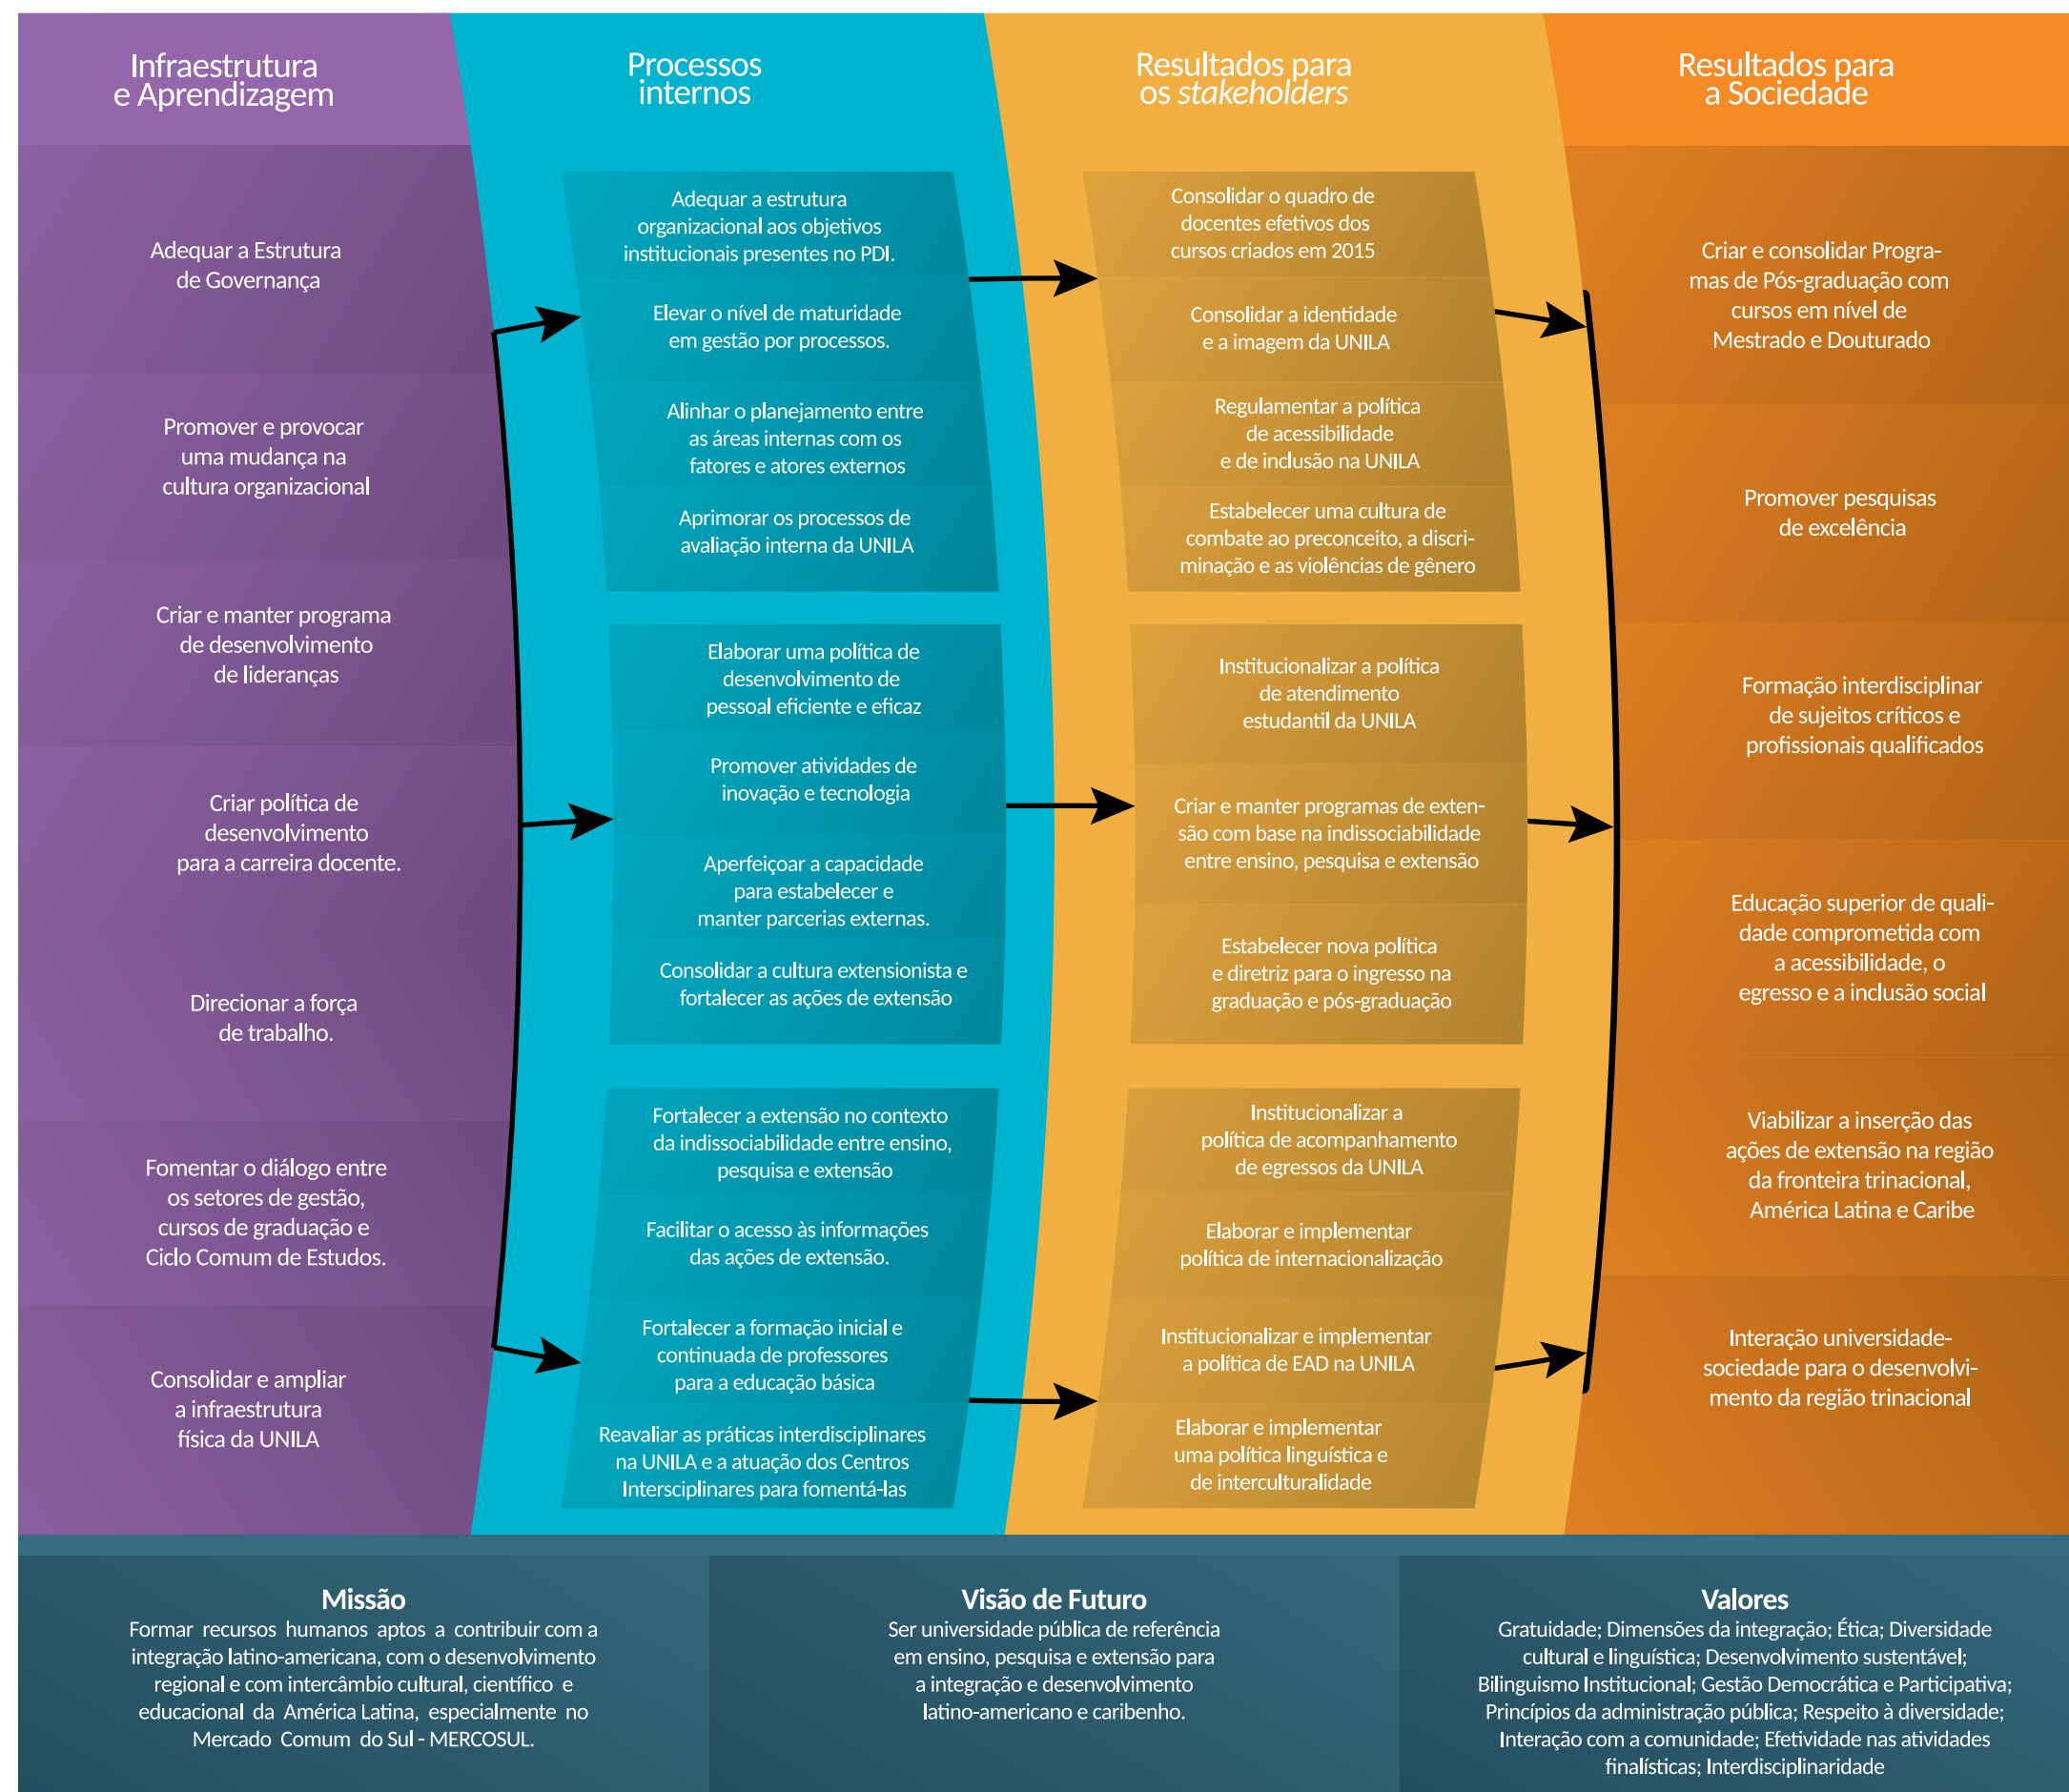 Infraestrutura
e Aprendizagem
Adequar a Estrutura
de Governança
Promover e provocar
uma mudança na
cultura organizacional
Criar e manter programa
de desenvolvimento
de lideranças
Criar política de
desenvolvimento
para a carreira docente.
Direcionar a força
de trabalho.
Fomentar o diálogo entre
os setores de gestão,
cursos de graduação e
Ciclo Comum de Estudos.
Consolidar e ampliar
a infraestrutura
física da UNILA
Processos
internos
Adequar a estrutura
organizacional aos objetivos
institucionais presentes no PDI.
Elevar o nível de maturidade
em gestão por processos.
Alinhar o planejamento entre
as áreas internas com os
fatores e atores externos
Aprimorar os processos de
avaliação interna da UNILA
Elaborar uma política de
desenvolvimento de
pessoal eficiente e eficaz
Promover atividades de
inovação e tecnologia
Aperfeiçoar a capacidade
para estabelecer e
manter parcerias externas.
Consolidar a cultura extensionista e
fortalecer as ações de extensão
Fortalecer a extensão no contexto
da indissociabilidade entre ensino,
pesquisa e extensão
Facilitar o acesso às informações
das ações de extensão.
Fortalecer a formação inicial e
continuada de professores
para a educação básica
Reavaliar as práticas interdisciplinares
na UNILA e a atuação dos Centros
Intersciplinares para fomentá-las
Resultados para
os stakeholders
Consolidar o quadro de
docentes efetivos dos
cursos criados em 2015
Consolidar a identidade
e a imagem da UNILA
Regulamentar a política
de acessibilidade
e de inclusão na UNILA
Estabelecer uma cultura de
combate ao preconceito, a discri-
minação e as violências de gênero
Institucionalizar a política
de atendimento
estudantil da UNILA
Criar e manter programas de exten-
são com base na indissociabilidade
entre ensino, pesquisa e extensão
Estabelecer nova política
e diretriz para o ingresso na
graduação e pós-graduação
Institucionalizar a
política de acompanhamento
de egressos da UNILA
Elaborar e implementar
política de internacionalização
Institucionalizar e implementar
a política de EAD na UNILA
Elaborar e implementar
uma política linguística e
de interculturalidade
Resultados para
a Sociedade
Criar e consolidar Progra-
mas de Pós-graduação com
cursos em nível de
Mestrado e Douturado
Promover pesquisas
de excelência
Formação interdisciplinar
de sujeitos críticos e
profissionais qualificados
Educação superior de quali-
dade comprometida com
a acessibilidade, o
egresso e a inclusão social
Viabilizar a inserção das
ações de extensão na região
da fronteira trinacional,
América Latina e Caribe
Interação universidade-
sociedade para o desenvolvi-
mento da região trinacional
Missão
Formar recursos humanos aptos a contribuir com a
integração latino-americana, com o desenvolvimento
regional e com intercâmbio cultural, científico e
educacional da América Latina, especialmente no
Mercado Comum do Sul - MERCOSUL.
Visão de Futuro
Ser universidade pública de referência
em ensino, pesquisa e extensão para
a integração e desenvolvimento
latino-americano e caribenho.
Valores
Gratuidade; Dimensões da integração; Ética; Diversidade
cultural e linguística; Desenvolvimento sustentável;
Bilinguismo Institucional; Gestão Democrática e Participativa;
Princípios da administração pública; Respeito à diversidade;
Interação com a comunidade; Efetividade nas atividades
finalísticas; Interdisciplinaridade